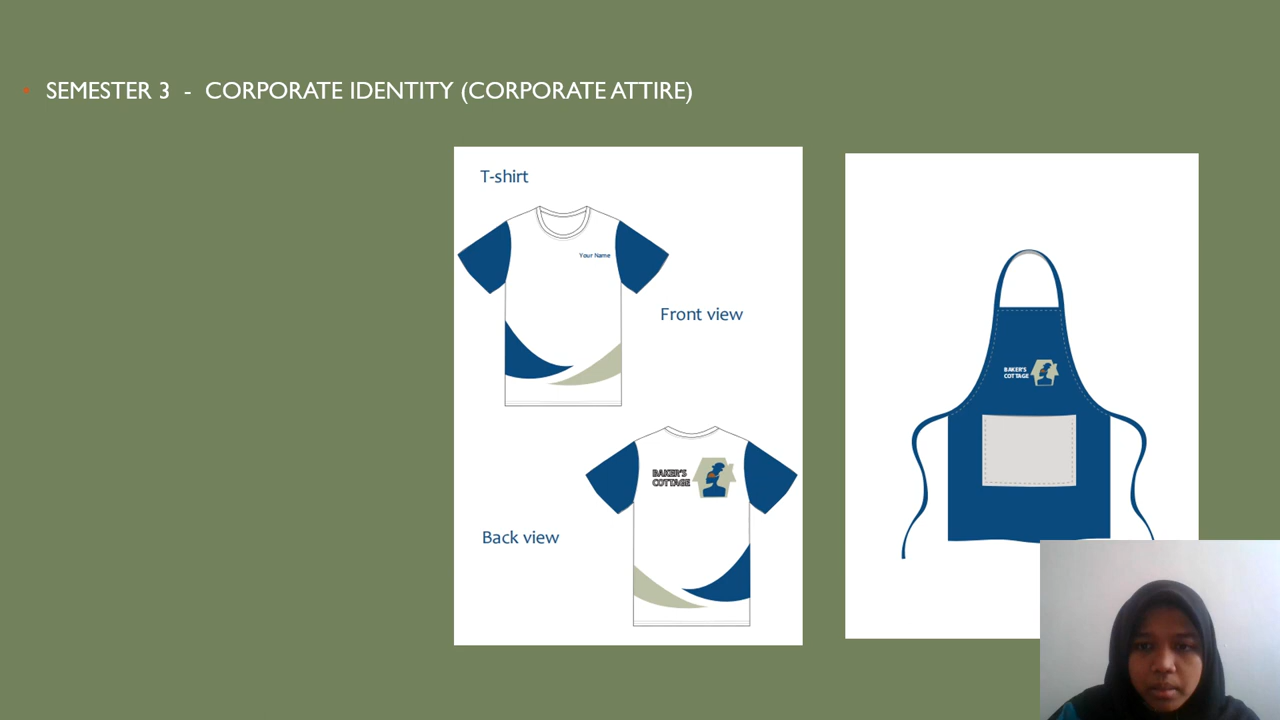 SEMESTER 3 - CORPORATE IDENTITY (CORPORATE ATTIRE)
T-shirt
Your Name
Front view
BAKER'S
COTTAGE
Back view
BAKER'S
COTTAGE